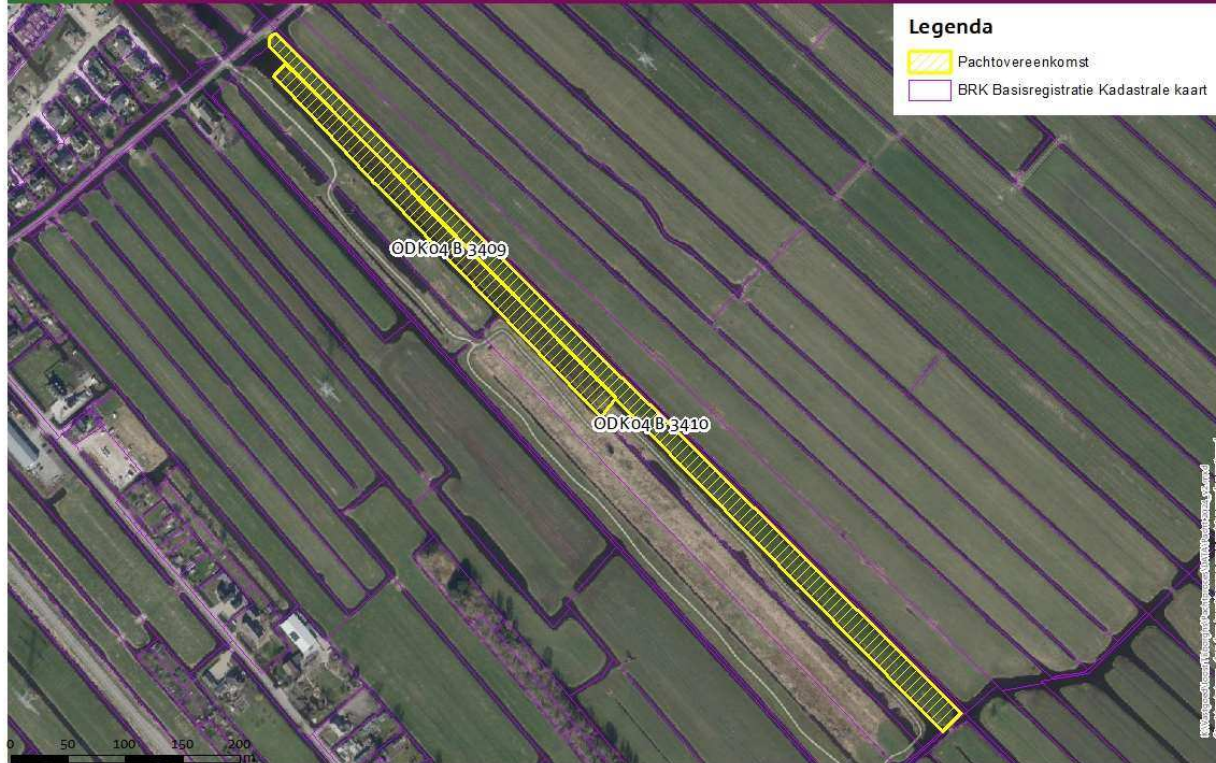 Legenda
Pachtovereenkomst
BRK Basisregistratie Kadastrale kaart
ODK04 B 3409
ODK04 B 3410
0 50 100 150 200
m